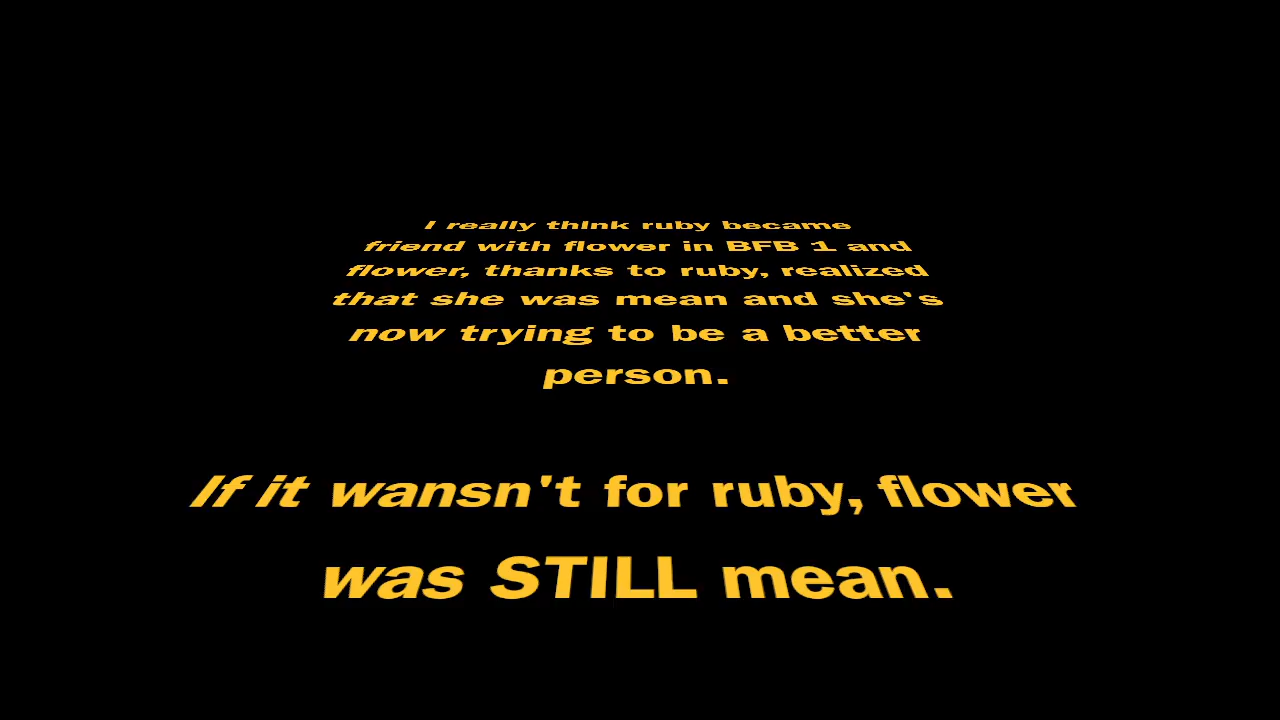 I really think ruby became
friend with flower in BFB 1 and
flower, thanks to ruby, realized
that she was mean and she's
now trying to be a better
person.
If it wansn't for ruby, flower
was STILL mean.